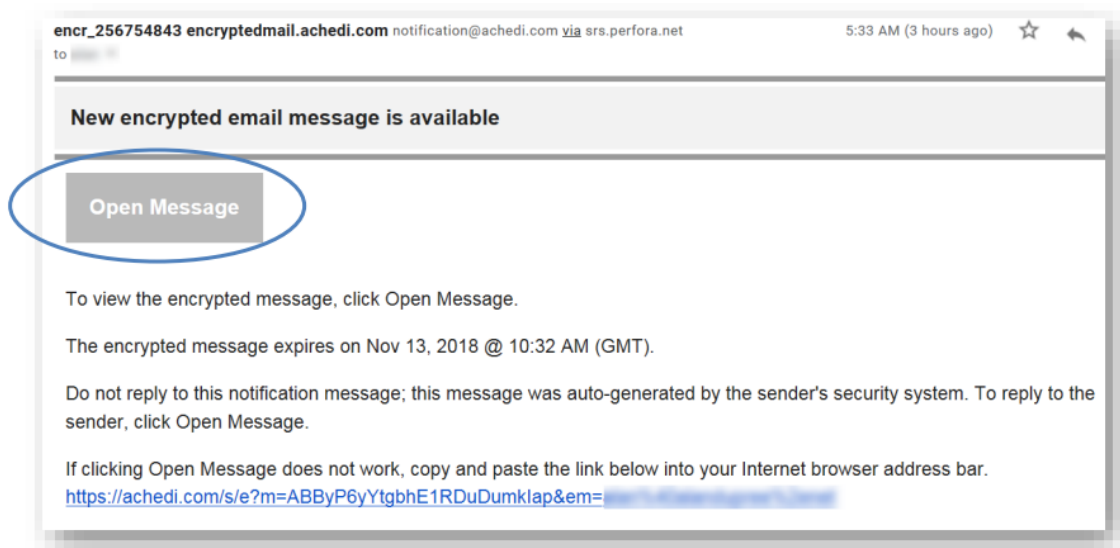 encr_256754843 encryptedmail.achedi.com notification@achedi.com via srs.perfora.net 5:33 AM (3 hours ago)
to
New encrypted email message is available
Open Message
To view the encrypted message, click Open Message.
The encrypted message expires on Nov 13, 2018 @ 10:32 AM (GMT).
Do not reply to this notification message; this message was auto-generated by the sender's security system. To reply to the
sender, click Open Message.
If clicking Open Message does not work, copy and paste the link below into your Internet browser address bar.
https://achedi.com/s/e?m=ABByP6yYtgbhE1RDuDumkIap&em=